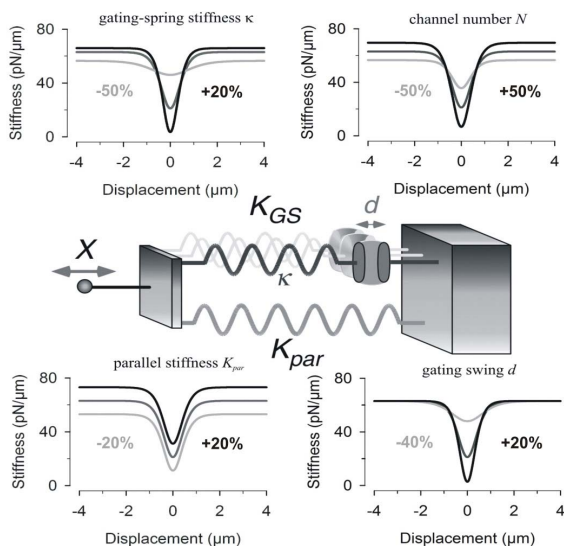 gating-spring stiffness κ
80
40
0
Stiffness (pN/µm)
-50%
+20%
-4 -2 0 2 4
Displacement (µm)
channel number N
80
40
0
Stiffness (pN/µm)
-50%
+50%
-4 -2 0 2 4
Displacement (µm)
K_GS
d
X
κ
K_par
parallel stiffness K_par
80
40
0
Stiffness (pN/µm)
-20%
+20%
-4 -2 0 2 4
Displacement (µm)
gating swing d
80
40
0
Stiffness (pN/µm)
-40%
+20%
-4 -2 0 2 4
Displacement (µm)